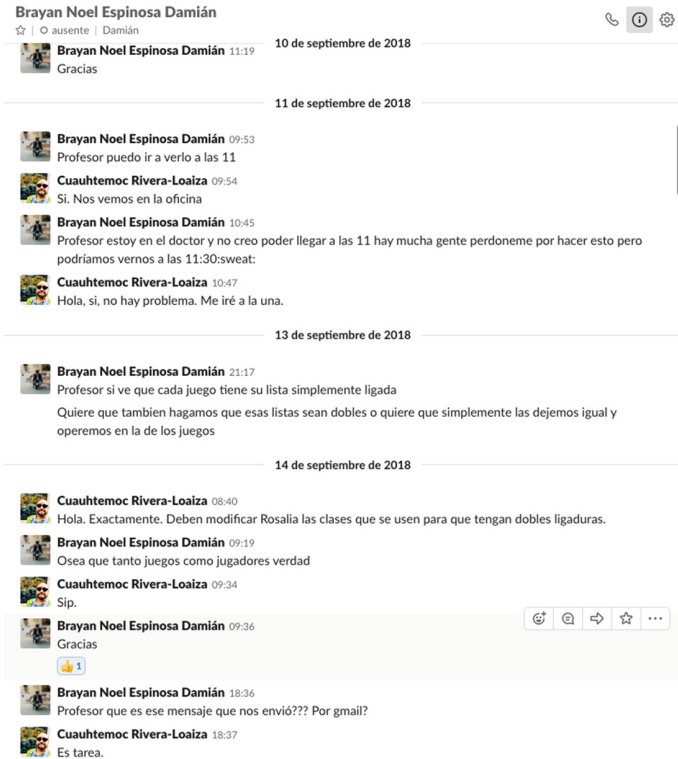 Brayan Noel Espinosa Damián
ausente | Damián
10 de septiembre de 2018
Brayan Noel Espinosa Damián 11:19
Gracias
11 de septiembre de 2018
Brayan Noel Espinosa Damián 09:53
Profesor puedo ir a verlo a las 11
Cuauhtemoc Rivera-Loaiza 09:54
Si. Nos vemos en la oficina
Brayan Noel Espinosa Damián 10:45
Profesor estoy en el doctor y no creo poder llegar a las 11 hay mucha gente perdoneme por hacer esto pero
podríamos vernos a las 11:30:sweat:
Cuauhtemoc Rivera-Loaiza 10:47
Hola, si, no hay problema. Me iré a la una.
13 de septiembre de 2018
Brayan Noel Espinosa Damián 21:17
Profesor si ve que cada juego tiene su lista simplemente ligada
Quiere que tambien hagamos que esas listas sean dobles o quiere que simplemente las dejemos igual y
operemos en la de los juegos
14 de septiembre de 2018
Cuauhtemoc Rivera-Loaiza 08:40
Hola. Exactamente. Deben modificar Rosalia las clases que se usen para que tengan dobles ligaduras.
Brayan Noel Espinosa Damián 09:19
Osea que tanto juegos como jugadores verdad
Cuauhtemoc Rivera-Loaiza 09:34
Sip.
Brayan Noel Espinosa Damián 09:36
Gracias
👍 1
Brayan Noel Espinosa Damián 18:36
Profesor que es ese mensaje que nos envió??? Por gmail?
Cuauhtemoc Rivera-Loaiza 18:37
Es tarea.